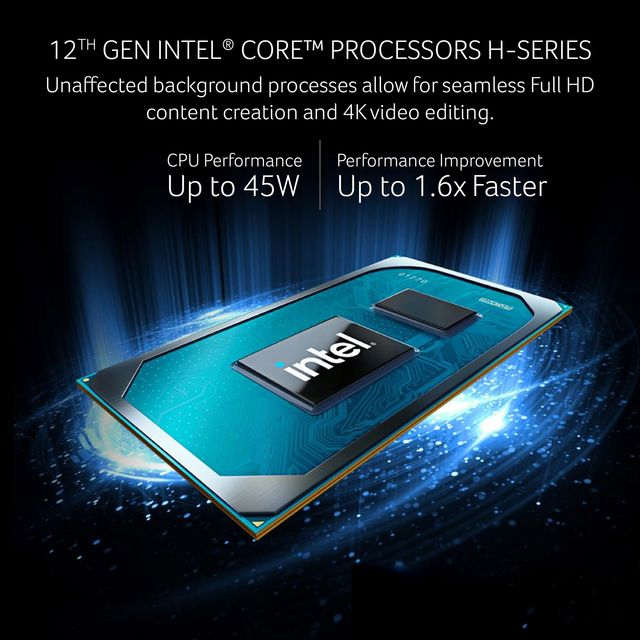 12TH GEN INTEL® CORE™ PROCESSORS H-SERIES
Unaffected background processes allow for seamless Full HD
content creation and 4K video editing.
CPU Performance
Up to 45W
Performance Improvement
Up to 1.6x Faster
intel.